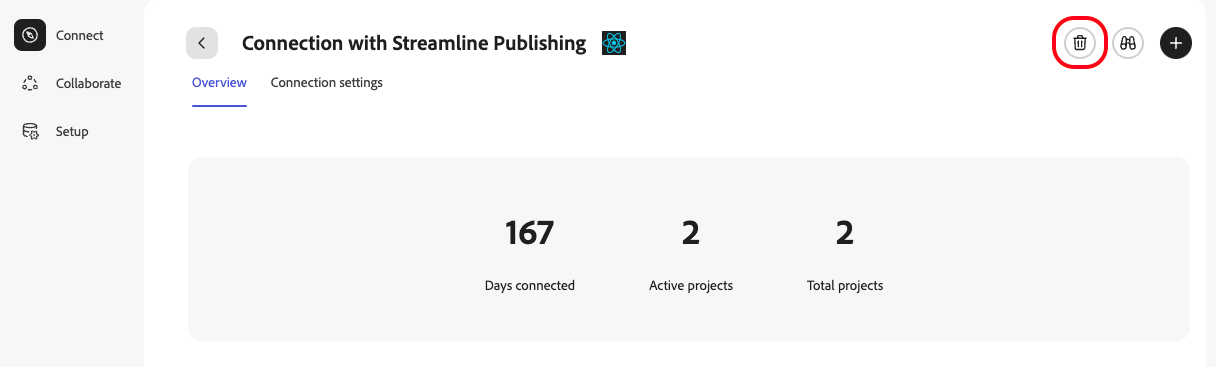 Connect
Collaborate
Setup
Connection with Streamline Publishing
Overview
Connection settings
167
Days connected
2
Active projects
2
Total projects